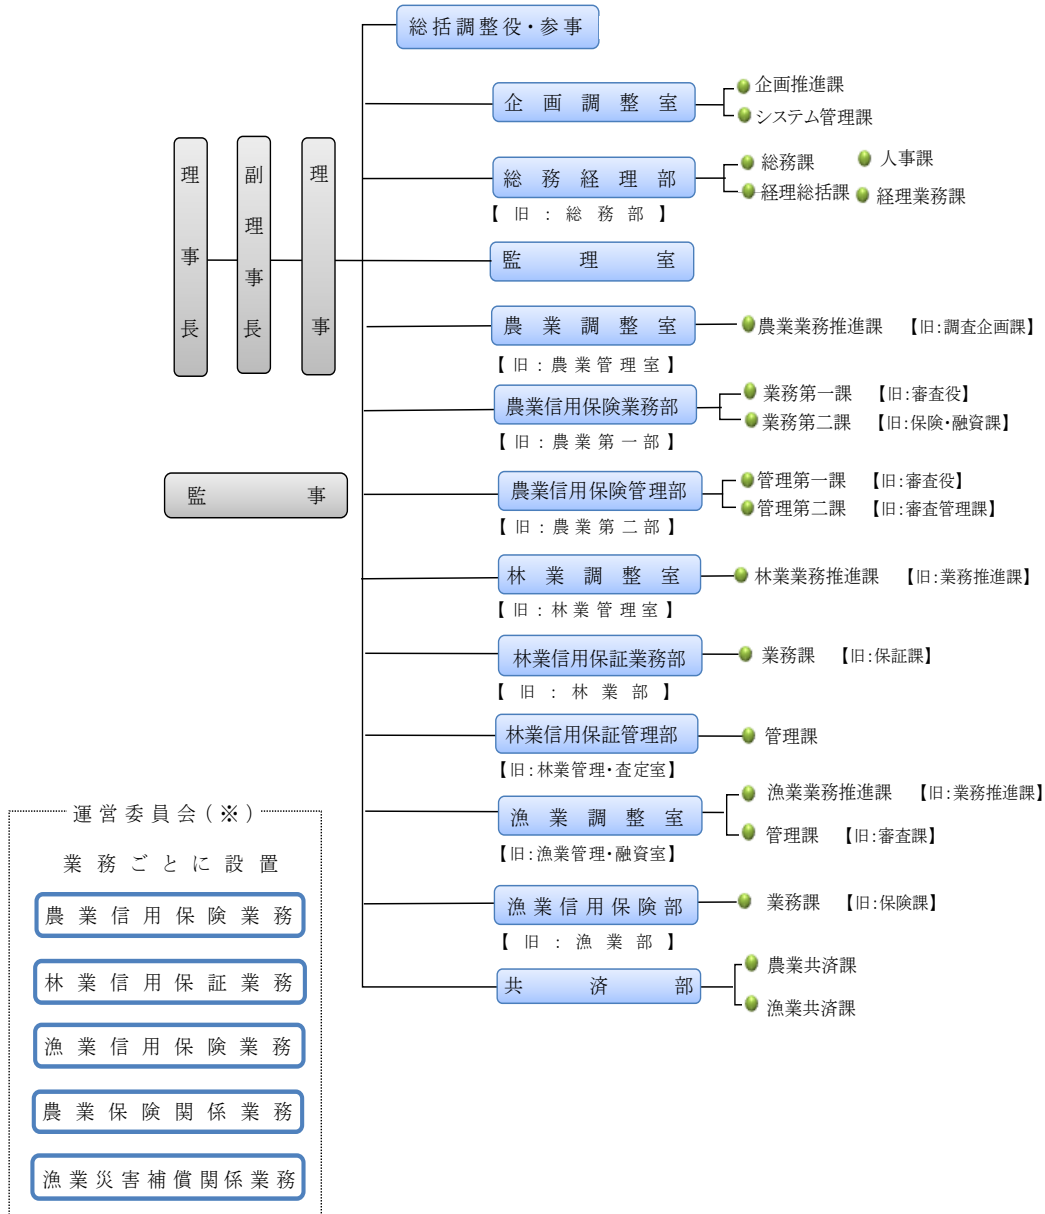 総括調整役・参事
企画調整室
企画推進課
システム管理課
理事長
副理事長
理事
総務経理部
【旧:総務部】
総務課
人事課
経理総括課
経理業務課
監理室
農業調整室
【旧:農業管理室】
農業業務推進課 【旧:調査企画課】
農業信用保険業務部
【旧:農業第一部】
業務第一課 【旧:審査役】
業務第二課 【旧:保険・融資課】
監事
農業信用保険管理部
【旧:農業第二部】
管理第一課 【旧:審査役】
管理第二課 【旧:審査管理課】
林業調整室
【旧:林業管理室】
林業業務推進課 【旧:業務推進課】
林業信用保証業務部
【旧:林業部】
業務課 【旧:保証課】
林業信用保証管理部
【旧:林業管理・査定室】
管理課
漁業調整室
【旧:漁業管理・融資室】
漁業業務推進課 【旧:業務推進課】
管理課 【旧:審査課】
漁業信用保険部
【旧:漁業部】
業務課 【旧:保険課】
共済部
農業共済課
漁業共済課
運営委員会(※)
業務ごとに設置
農業信用保険業務
林業信用保証業務
漁業信用保険業務
農業保険関係業務
漁業災害補償関係業務